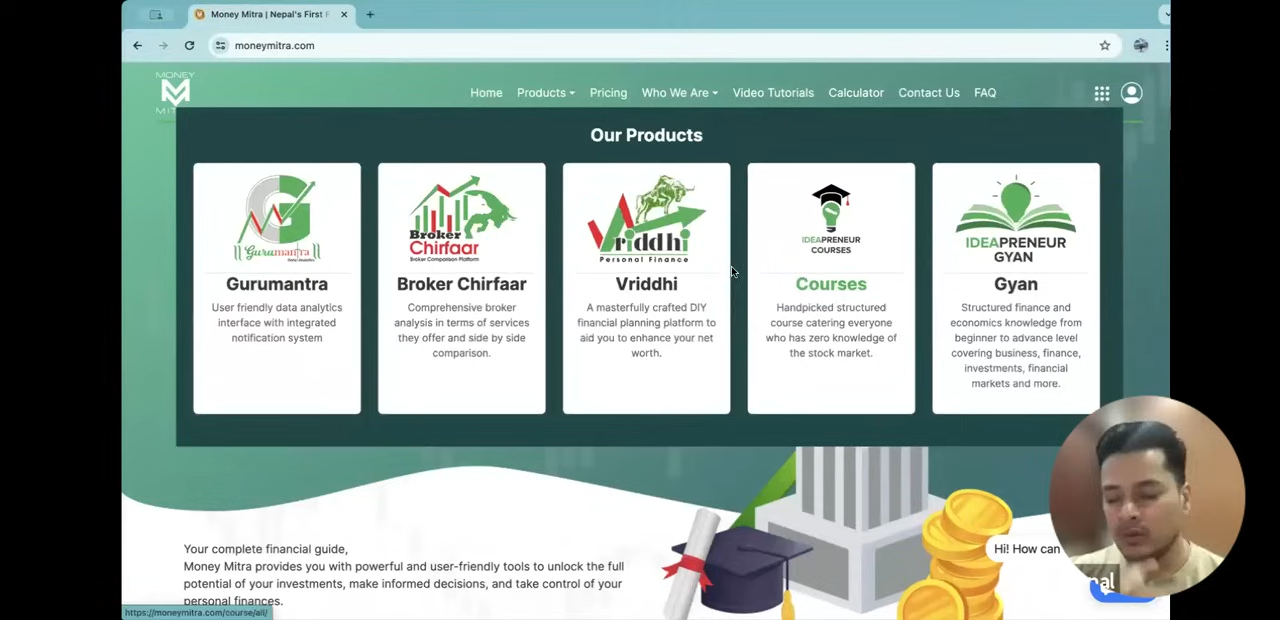 Money Mitra | Nepal's First F
moneymitra.com
MONEY
MIT
Home Products Pricing Who We Are Video Tutorials Calculator Contact Us FAQ
Our Products
Gurumantra
Gurumantra
User friendly data analytics
interface with integrated
notification system
Broker
Chirfaar
Broker Comparison Platform
Broker Chirfaar
Comprehensive broker
analysis in terms of services
they offer and side by side
comparison.
Vriddhi
Personal Finance
Vriddhi
A masterfully crafted DIY
financial planning platform to
aid you to enhance your net
worth.
IDEAPRENEUR
COURSES
Courses
Handpicked structured
course catering everyone
who has zero knowledge of
the stock market.
IDEAPRENEUR
GYAN
Gyan
Structured finance and
economics knowledge from
beginner to advance level
covering business, finance,
investments, financial
markets and more.
Your complete financial guide,
Money Mitra provides you with powerful and user-friendly tools to unlock the full
potential of your investments, make informed decisions, and take control of your
personal finances.
Hi! How can
https://moneymitra.com/course/all/